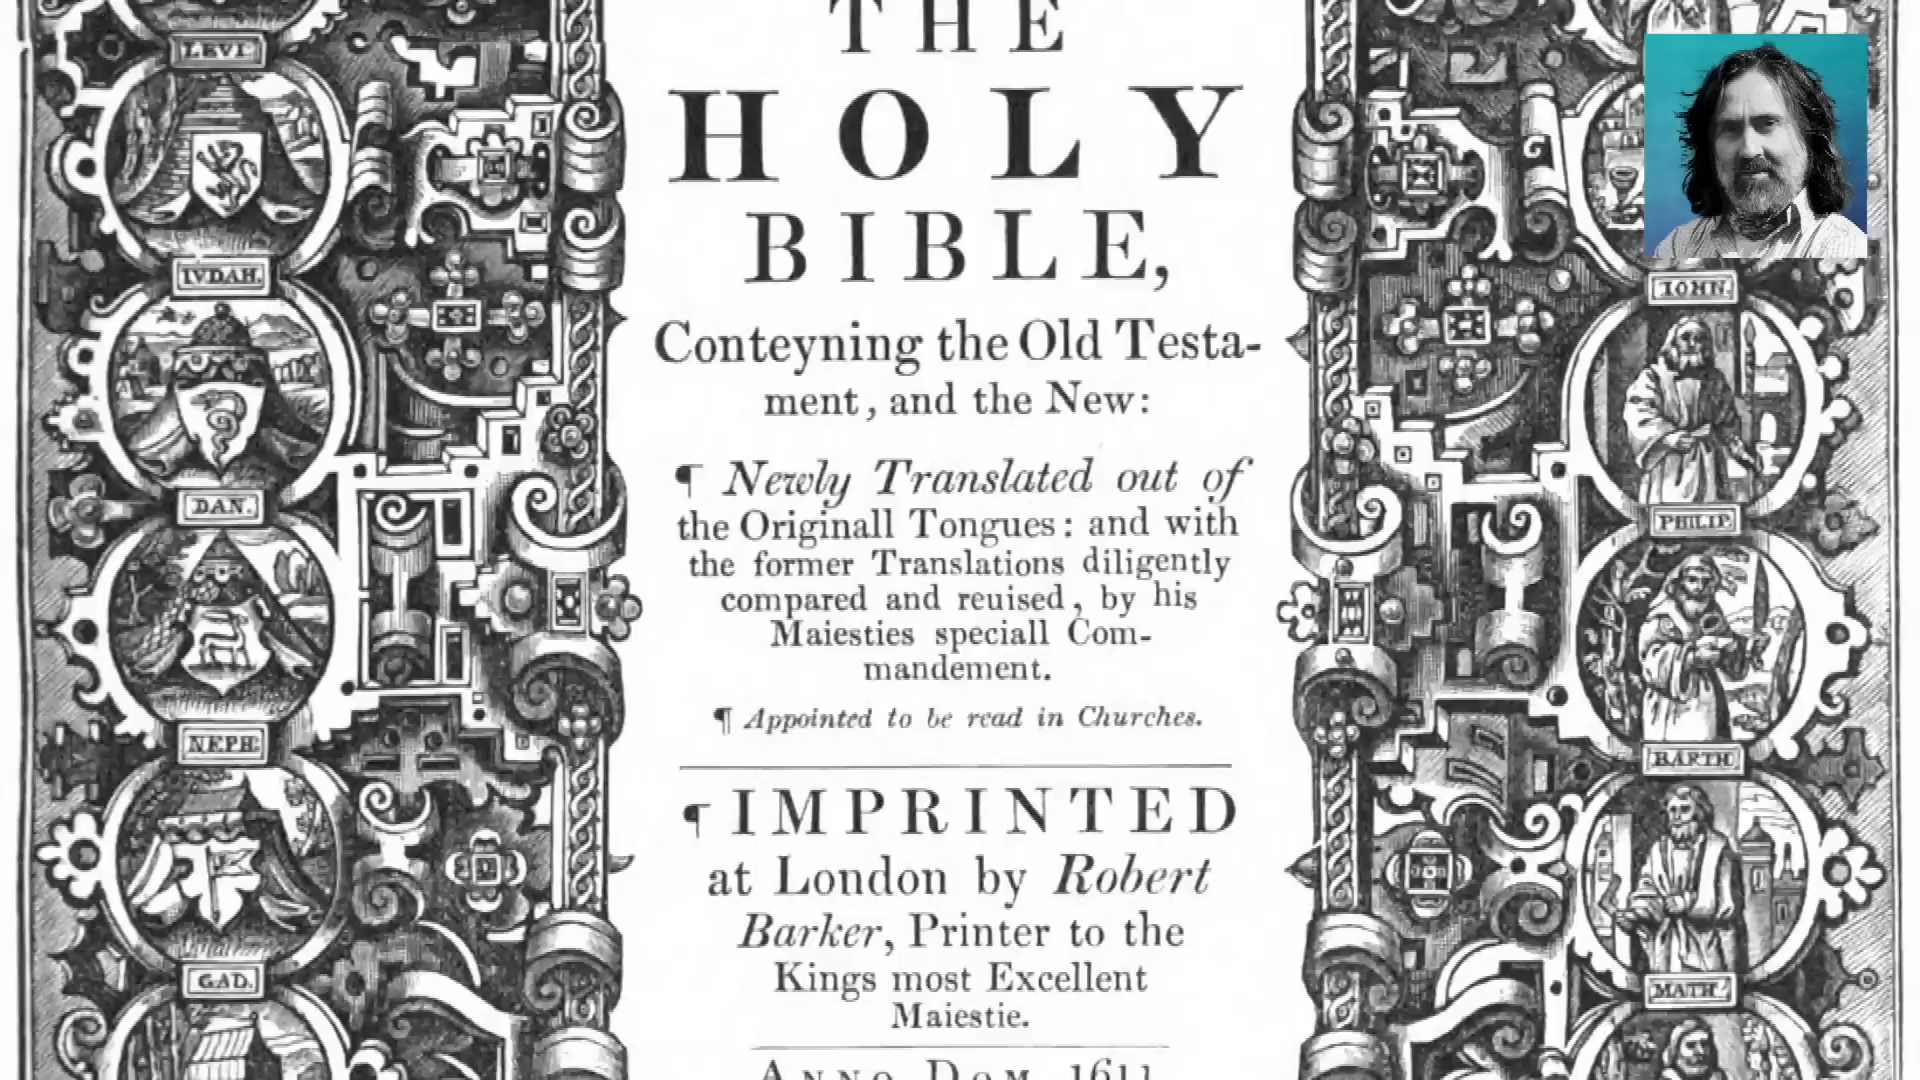 THE
HOLY
BIBLE,
Conteyning the Old Testa-
ment, and the New:
¶ Newly Translated out of
the Originall Tongues: and with
the former Translations diligently
compared and reuised, by his
Maiesties speciall Com-
mandement.
¶ Appointed to be read in Churches.
¶ IMPRINTED
at London by Robert
Barker, Printer to the
Kings most Excellent
Maiestie.
ANNO DOM. 1611
LEVI.
IVDAH.
DAN.
NEPH.
GAD.
IOHN.
PHILIP.
BARTH.
MATH.